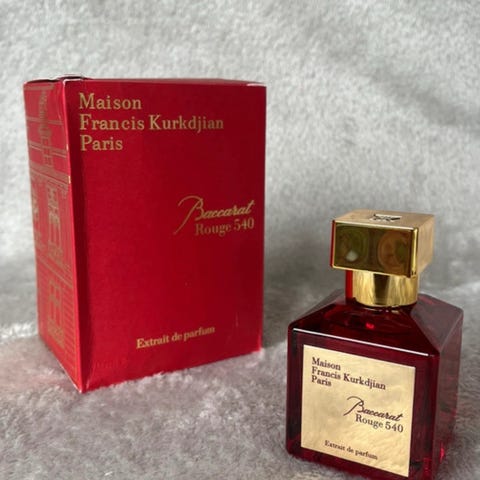 Maison
Francis Kurkdjian
Paris
Baccarat
Rouge 540
Extrait de parfum
Maison
Francis Kurkdjian
Paris
Baccarat
Rouge 540
Extrait de parfum